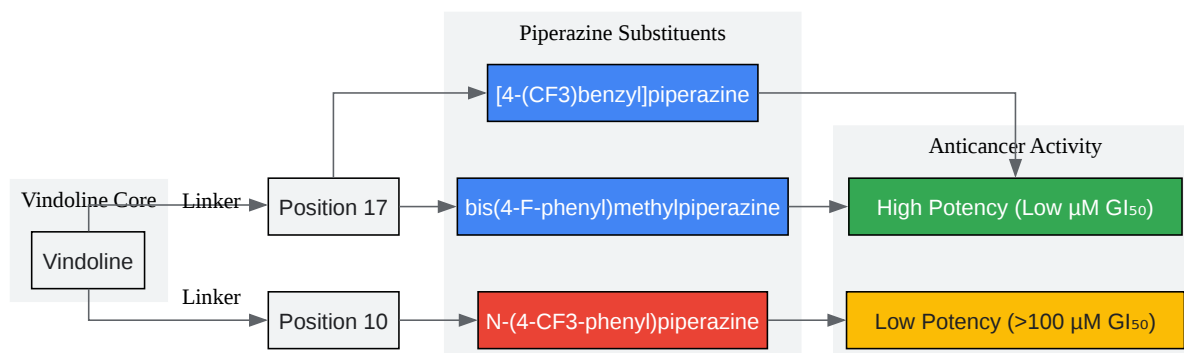 Piperazine Substituents
[4-(CF3)benzyl]piperazine
Anticancer Activity
Vindoline Core
Linker
Position 17
bis(4-F-phenyl)methylpiperazine
High Potency (Low µM GI₅₀)
Vindoline
Linker
Position 10
N-(4-CF3-phenyl)piperazine
Low Potency (>100 µM GI₅₀)